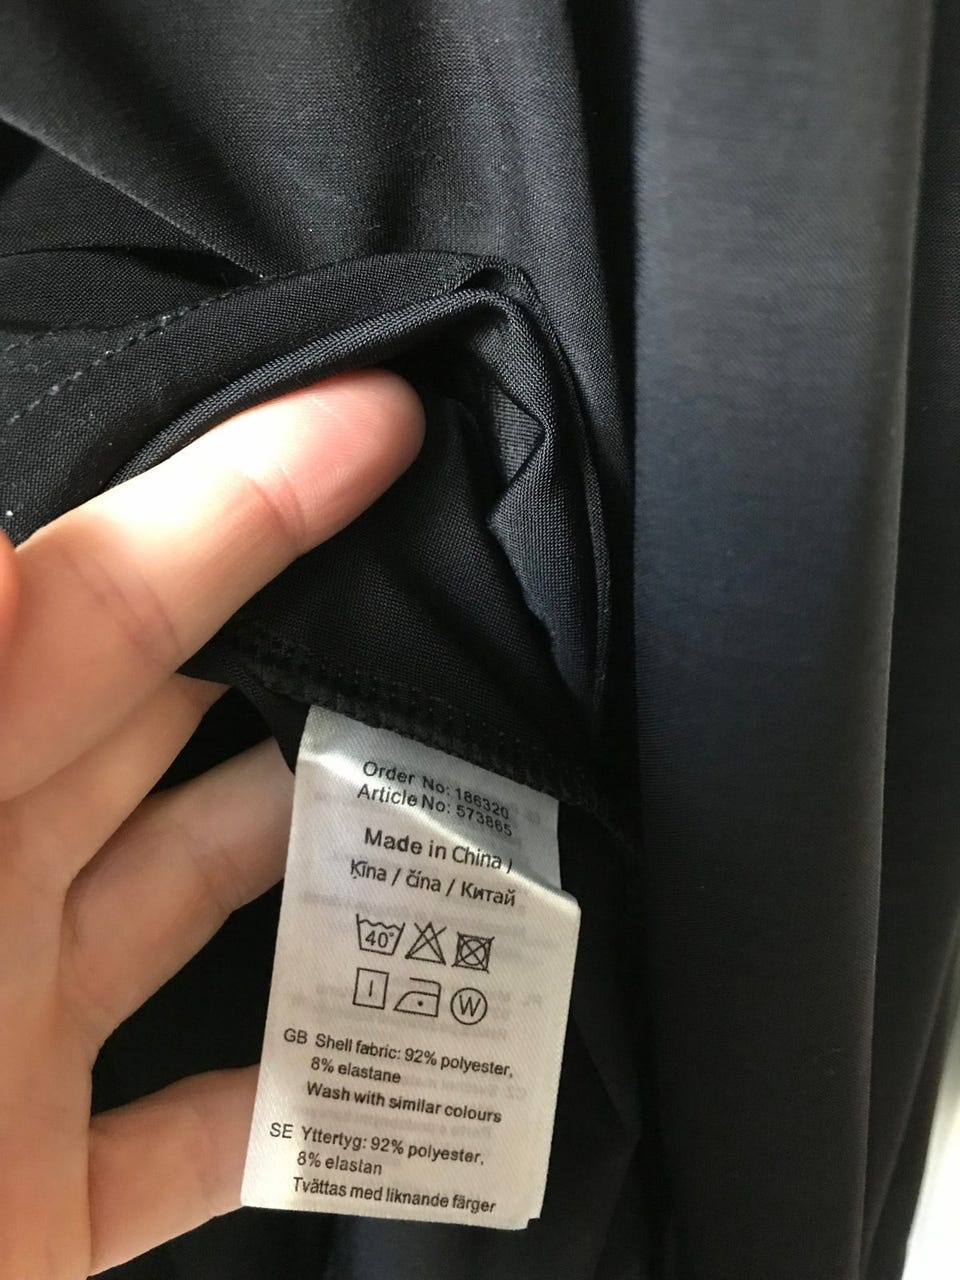 Order No: 186320
Article No: 573865
Made in China /
Ķīna / čína / Китай
40°
W
GB Shell fabric: 92% polyester,
8% elastane
Wash with similar colours
SE Yttertyg: 92% polyester,
8% elastan
Tvättas med liknande färger